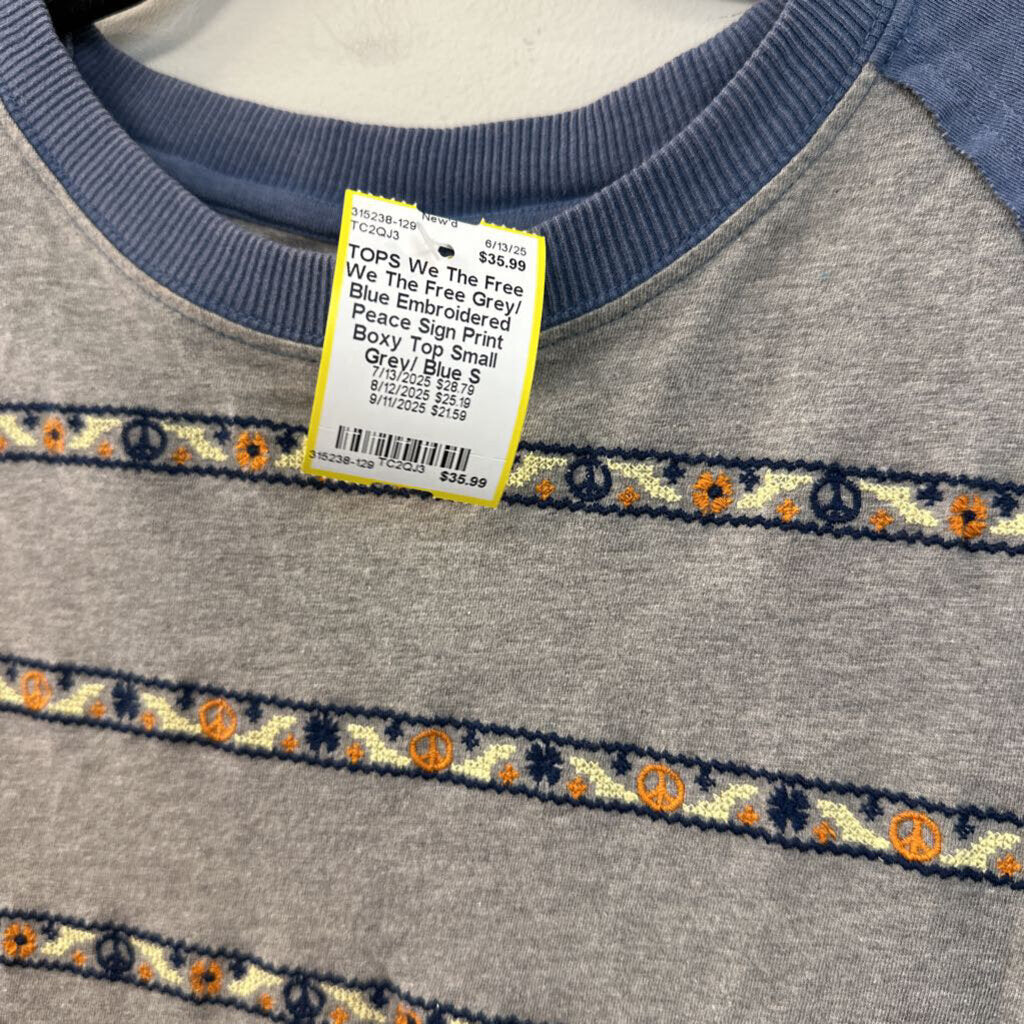 315238-129 New'd 6/13/25
TC2QJ3 $35.99
TOPS We The Free
We The Free Grey/
Blue Embroidered
Peace Sign Print
Boxy Top Small
Grey/ Blue S
7/13/2025 $28.79
8/12/2025 $25.19
9/11/2025 $21.59
315238-129 TC2QJ3 $35.99